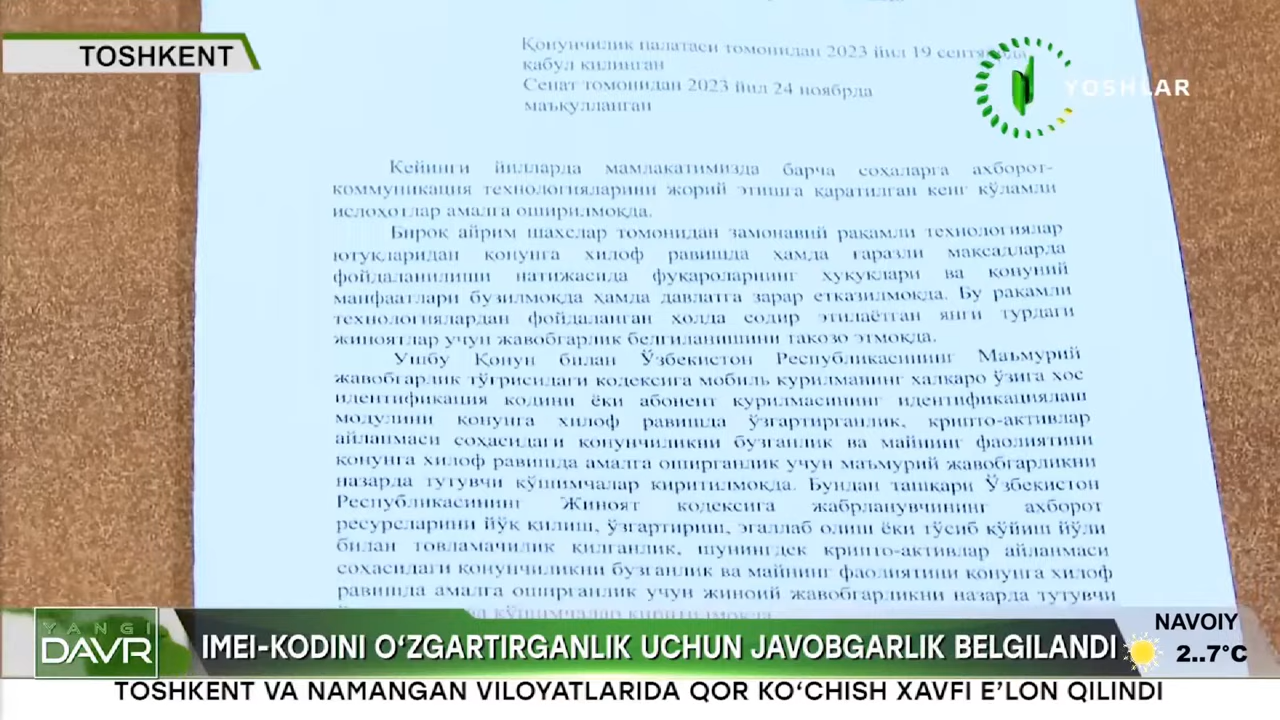 TOSHKENT
Қонунчилик палатаси томонидан 2023 йил 19 сентябрда
қабул қилинган
Сенат томонидан 2023 йил 24 ноябрда
маъқулланган
YOSHLAR
Кейинги йилларда мамлакатимизда барча соҳаларга ахборот-
коммуникация технологияларини жорий этишга қаратилган кенг кўламли
ислоҳотлар амалга оширилмоқда.
Бироқ айрим шахслар томонидан замонавий рақамли технологиялар
ютуқларидан қонунга хилоф равишда ҳамда ғаразли мақсадларда
фойдаланилиши натижасида фуқароларнинг ҳуқуқлари ва қонуний
манфаатлари бузилмоқда ҳамда давлатга зарар етказилмоқда. Бу рақамли
технологиялардан фойдаланган ҳолда содир этилаётган янги турдаги
жиноятлар учун жавобгарлик белгиланишини тақозо этмоқда.
Ушбу Қонун билан Ўзбекистон Республикасининг Маъмурий
жавобгарлик тўғрисидаги кодексига мобиль қурилманинг халқаро ўзига хос
идентификация кодини ёки абонент қурилмасининг идентификациялаш
модулини қонунга хилоф равишда ўзгартирганлик, крипто-активлар
айланмаси соҳасидаги қонунчиликни бузганлик ва майнинг фаолиятини
қонунга хилоф равишда амалга оширганлик учун маъмурий жавобгарликни
назарда тутувчи қўшимчалар киритилмоқда. Бундан ташқари Ўзбекистон
Республикасининг Жиноят кодексига жабрланувчининг ахборот
ресурсларини йўқ қилиш, ўзгартириш, эгаллаб олиш ёки тўсиб қўйиш йўли
билан товламачилик қилганлик, шунингдек крипто-активлар айланмаси
соҳасидаги қонунчиликни бузганлик ва майнинг фаолиятини қонунга хилоф
равишда амалга оширганлик учун жиноий жавобгарликни назарда тутувчи
қўшимчалар киритилмоқда.
YANGI
DAVR
IMEI-KODINI O‘ZGARTIRGANLIK UCHUN JAVOBGARLIK BELGILANDI
NAVOIY
2..7°C
TOSHKENT VA NAMANGAN VILOYATLARIDA QOR KO‘CHISH XAVFI E’LON QILINDI